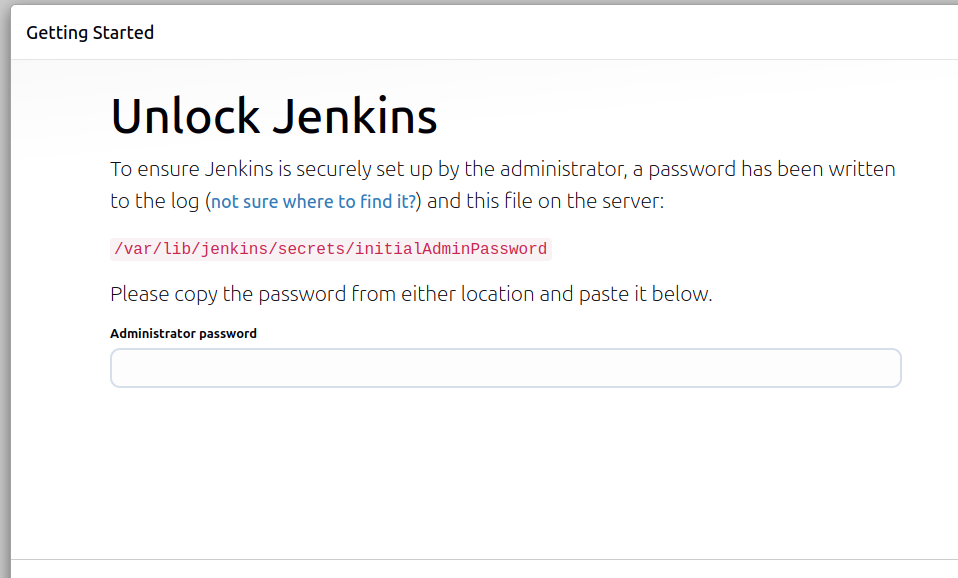 Getting Started
Unlock Jenkins
To ensure Jenkins is securely set up by the administrator, a password has been written
to the log (not sure where to find it?) and this file on the server:
/var/lib/jenkins/secrets/initialAdminPassword
Please copy the password from either location and paste it below.
Administrator password